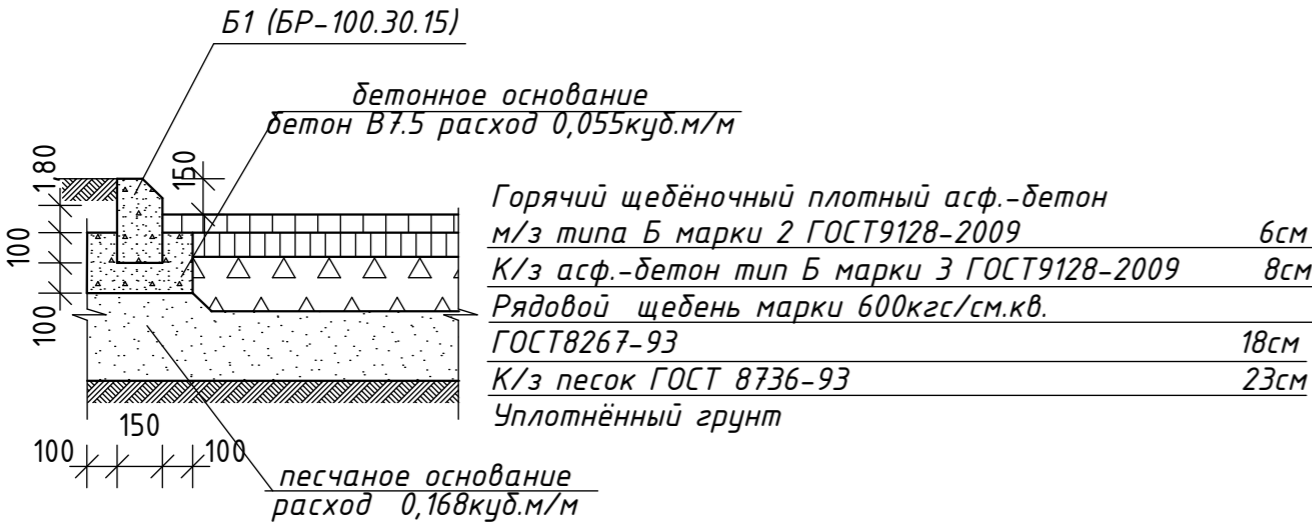 Б1 (БР-100.30.15)
бетонное основание
бетон В7.5 расход 0,055куб.м/м
180
150
100
100
Горячий щебёночный плотный асф.-бетон
м/з типа Б марки 2 ГОСТ9128-2009 6см
К/з асф.-бетон тип Б марки 3 ГОСТ9128-2009 8см
Рядовой щебень марки 600кгс/см.кв.
ГОСТ8267-93 18см
К/з песок ГОСТ 8736-93 23см
Уплотнённый грунт
100 150 100
песчаное основание
расход 0,168куб.м/м